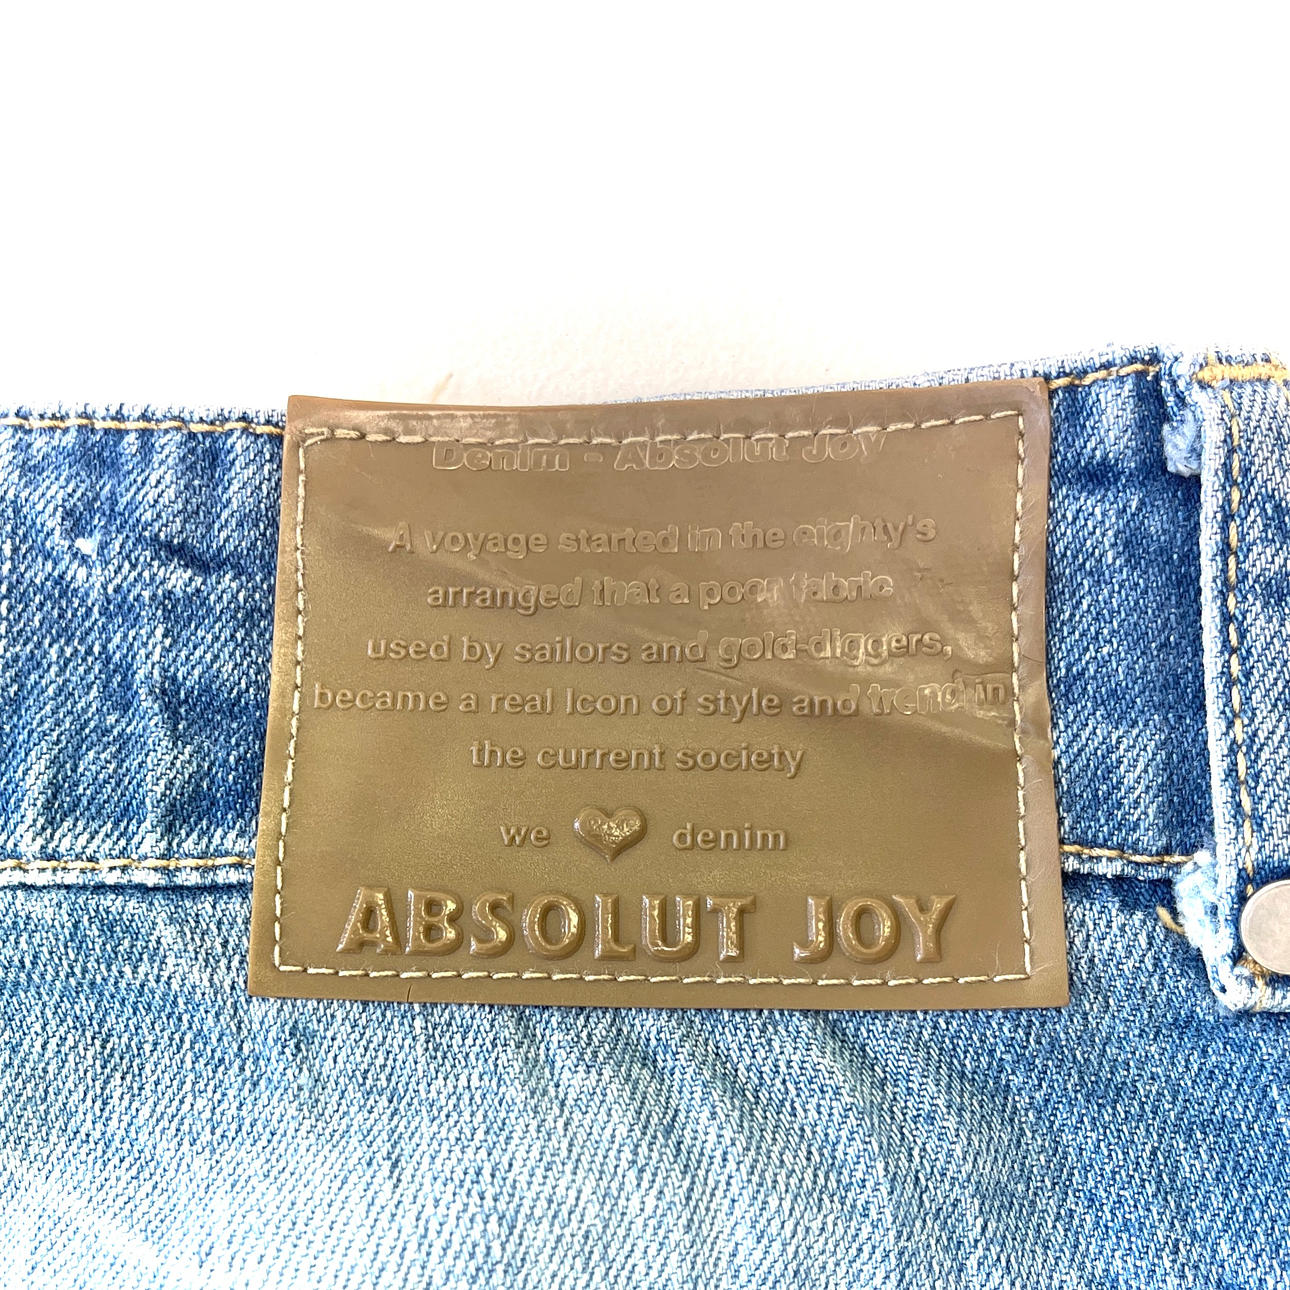 Denim - Absolut Joy
A voyage started in the eighty's
arranged that a poor fabric
used by sailors and gold-diggers,
became a real Icon of style and trend in
the current society
we denim
ABSOLUT JOY